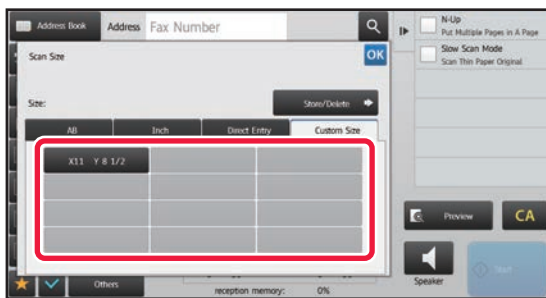 Address Book Address Fax Number
N-Up
Put Multiple Pages in A Page
Slow Scan Mode
Scan Thin Paper Original
Scan Size OK
Size: Store/Delete
AB Inch Direct Entry Custom Size
X11 Y 8 1/2
Preview CA
Start
Speaker
Others
reception memory: 0%